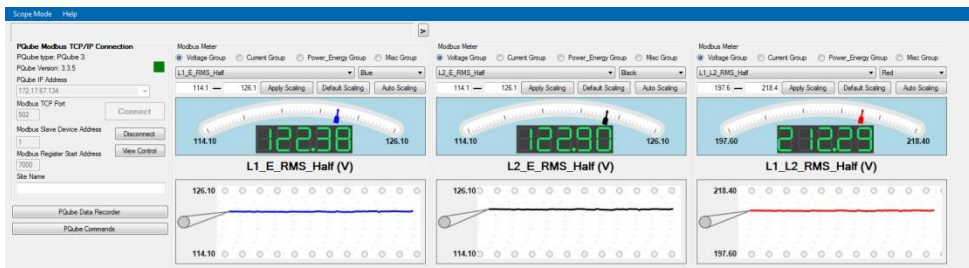 Scope Mode Help
>
PQube Modbus TCP/IP Connection
PQube type: PQube 3
PQube Version: 3.3.5
PQube IP Address
172.17.67.134
Modbus TCP Port
502
Connect
Modbus Slave Device Address
1
Disconnect
Modbus Register Start Address
7000
View Control
Site Name
PQube Data Recorder
PQube Commands
Modbus Meter
Voltage Group Current Group Power_Energy Group Misc Group
L1_E_RMS_Half Blue
114.1 — 126.1 Apply Scaling Default Scaling Auto Scaling
114.10 122.38 126.10
L1_E_RMS_Half (V)
126.10
114.10
Modbus Meter
Voltage Group Current Group Power_Energy Group Misc Group
L2_E_RMS_Half Black
114.1 — 126.1 Apply Scaling Default Scaling Auto Scaling
114.10 122.90 126.10
L2_E_RMS_Half (V)
126.10
114.10
Modbus Meter
Voltage Group Current Group Power_Energy Group Misc Group
L1_L2_RMS_Half Red
197.6 — 218.4 Apply Scaling Default Scaling Auto Scaling
197.60 212.29 218.40
L1_L2_RMS_Half (V)
218.40
197.60